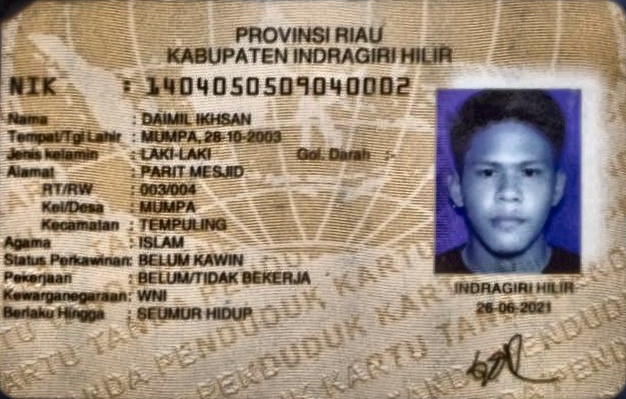 PROVINSI RIAU
KABUPATEN INDRAGIRI HILIR
NIK : 1404050509040002
Nama : DAIMIL IKHSAN
Tempat/Tgl Lahir : MUMPA, 28-10-2003
Jenis kelamin : LAKI-LAKI Gol. Darah :-
Alamat : PARIT MESJID
RT/RW : 003/004
Kel/Desa : MUMPA
Kecamatan : TEMPULING
Agama : ISLAM
Status Perkawinan: BELUM KAWIN
Pekerjaan : BELUM/TIDAK BEKERJA
Kewarganegaraan: WNI
Berlaku Hingga : SEUMUR HIDUP
INDRAGIRI HILIR
26-06-2021
KARTU TANDA PENDUDUK KARTU TANDA PENDUDUK